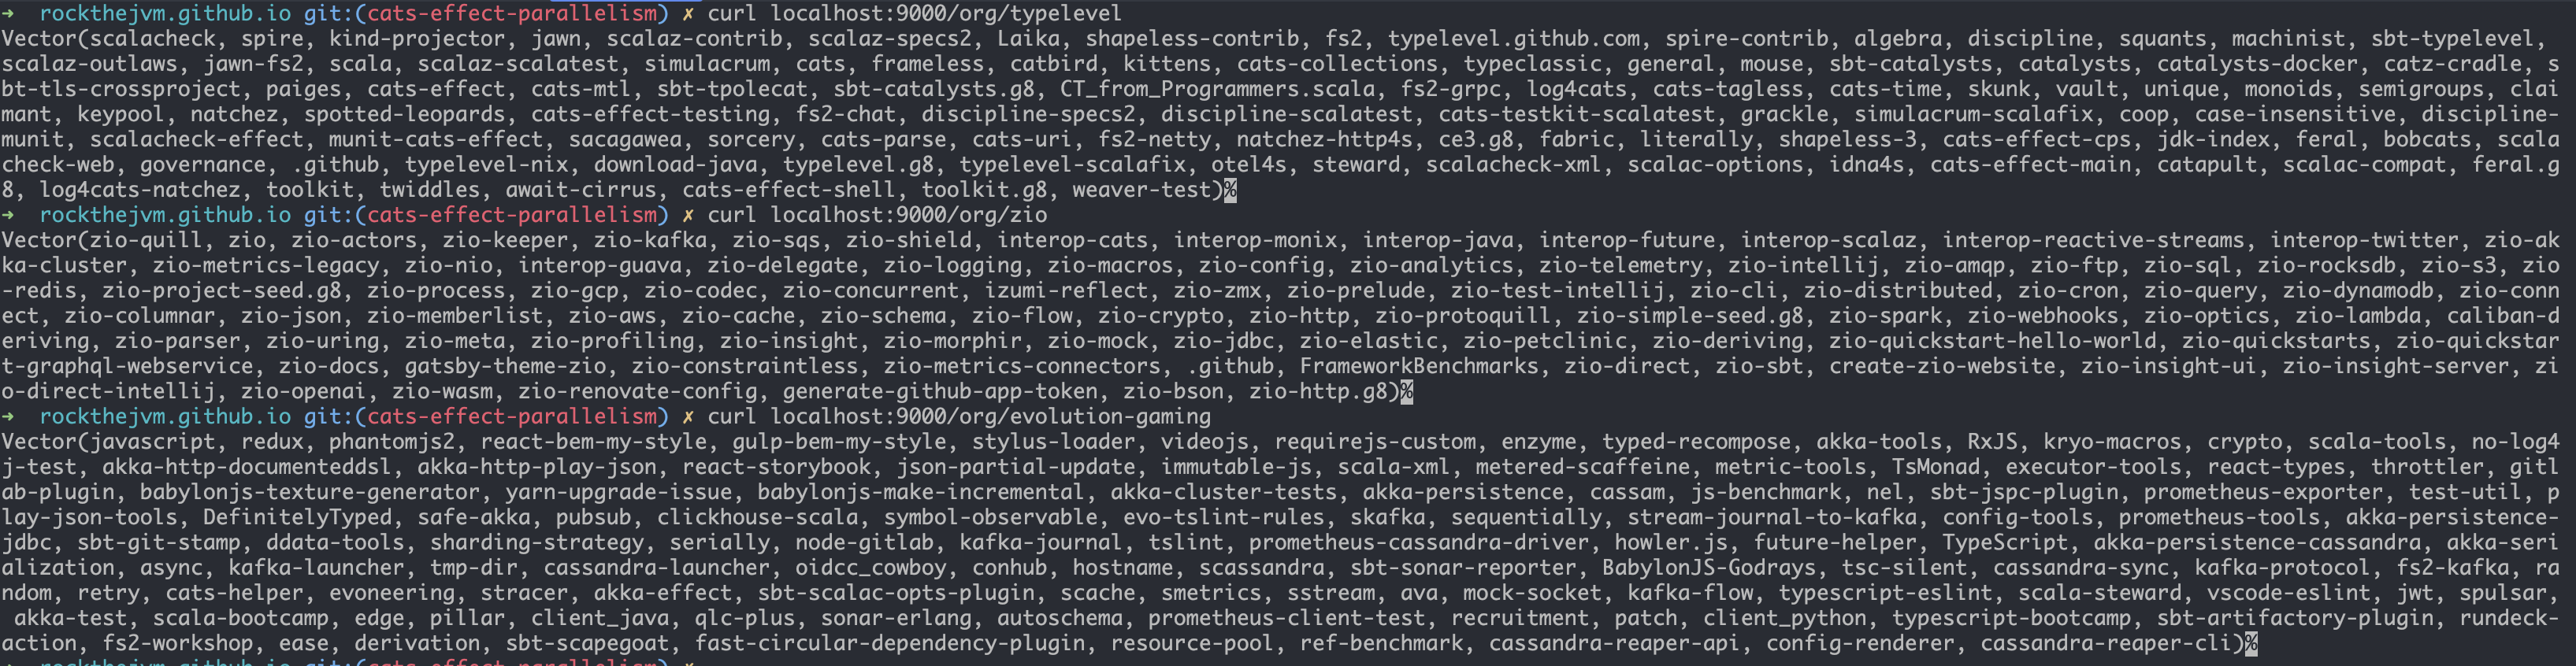 ➜  rockthejvm.github.io git:(cats-effect-parallelism) ✗ curl localhost:9000/org/typelevel
Vector(scalacheck, spire, kind-projector, jawn, scalaz-contrib, scalaz-specs2, Laika, shapeless-contrib, fs2, typelevel.github.com, spire-contrib, algebra, discipline, squants, machinist, sbt-typelevel,
scalaz-outlaws, jawn-fs2, scala, scalaz-scalatest, simulacrum, cats, frameless, catbird, kittens, cats-collections, typeclassic, general, mouse, sbt-catalysts, catalysts, catalysts-docker, catz-cradle, s
bt-tls-crossproject, paiges, cats-effect, cats-mtl, sbt-tpolecat, sbt-catalysts.g8, CT_from_Programmers.scala, fs2-grpc, log4cats, cats-tagless, cats-time, skunk, vault, unique, monoids, semigroups, clai
mant, keypool, natchez, spotted-leopards, cats-effect-testing, fs2-chat, discipline-specs2, discipline-scalatest, cats-testkit-scalatest, grackle, simulacrum-scalafix, coop, case-insensitive, discipline-
munit, scalacheck-effect, munit-cats-effect, sacagawea, sorcery, cats-parse, cats-uri, fs2-netty, natchez-http4s, ce3.g8, fabric, literally, shapeless-3, cats-effect-cps, jdk-index, feral, bobcats, scala
check-web, governance, .github, typelevel-nix, download-java, typelevel.g8, typelevel-scalafix, otel4s, steward, scalacheck-xml, scalac-options, idna4s, cats-effect-main, catapult, scalac-compat, feral.g
8, log4cats-natchez, toolkit, twiddles, await-cirrus, cats-effect-shell, toolkit.g8, weaver-test)%
➜  rockthejvm.github.io git:(cats-effect-parallelism) ✗ curl localhost:9000/org/zio
Vector(zio-quill, zio, zio-actors, zio-keeper, zio-kafka, zio-sqs, zio-shield, interop-cats, interop-monix, interop-java, interop-future, interop-scalaz, interop-reactive-streams, interop-twitter, zio-ak
ka-cluster, zio-metrics-legacy, zio-nio, interop-guava, zio-delegate, zio-logging, zio-macros, zio-config, zio-analytics, zio-telemetry, zio-intellij, zio-amqp, zio-ftp, zio-sql, zio-rocksdb, zio-s3, zio
-redis, zio-project-seed.g8, zio-process, zio-gcp, zio-codec, zio-concurrent, izumi-reflect, zio-zmx, zio-prelude, zio-test-intellij, zio-cli, zio-distributed, zio-cron, zio-query, zio-dynamodb, zio-conn
ect, zio-columnar, zio-json, zio-memberlist, zio-aws, zio-cache, zio-schema, zio-flow, zio-crypto, zio-http, zio-protoquill, zio-simple-seed.g8, zio-spark, zio-webhooks, zio-optics, zio-lambda, caliban-d
eriving, zio-parser, zio-uring, zio-meta, zio-profiling, zio-insight, zio-morphir, zio-mock, zio-jdbc, zio-elastic, zio-petclinic, zio-deriving, zio-quickstart-hello-world, zio-quickstarts, zio-quickstar
t-graphql-webservice, zio-docs, gatsby-theme-zio, zio-constraintless, zio-metrics-connectors, .github, FrameworkBenchmarks, zio-direct, zio-sbt, create-zio-website, zio-insight-ui, zio-insight-server, zi
o-direct-intellij, zio-openai, zio-wasm, zio-renovate-config, generate-github-app-token, zio-bson, zio-http.g8)%
➜  rockthejvm.github.io git:(cats-effect-parallelism) ✗ curl localhost:9000/org/evolution-gaming
Vector(javascript, redux, phantomjs2, react-bem-my-style, gulp-bem-my-style, stylus-loader, videojs, requirejs-custom, enzyme, typed-recompose, akka-tools, RxJS, kryo-macros, crypto, scala-tools, no-log4
j-test, akka-http-documenteddsl, akka-http-play-json, react-storybook, json-partial-update, immutable-js, scala-xml, metered-scaffeine, metric-tools, TsMonad, executor-tools, react-types, throttler, gitl
ab-plugin, babylonjs-texture-generator, yarn-upgrade-issue, babylonjs-make-incremental, akka-cluster-tests, akka-persistence, cassam, js-benchmark, nel, sbt-jspc-plugin, prometheus-exporter, test-util, p
lay-json-tools, DefinitelyTyped, safe-akka, pubsub, clickhouse-scala, symbol-observable, evo-tslint-rules, skafka, sequentially, stream-journal-to-kafka, config-tools, prometheus-tools, akka-persistence-
jdbc, sbt-git-stamp, ddata-tools, sharding-strategy, serially, node-gitlab, kafka-journal, tslint, prometheus-cassandra-driver, howler.js, future-helper, TypeScript, akka-persistence-cassandra, akka-seri
alization, async, kafka-launcher, tmp-dir, cassandra-launcher, oidcc_cowboy, conhub, hostname, scassandra, sbt-sonar-reporter, BabylonJS-Godrays, tsc-silent, cassandra-sync, kafka-protocol, fs2-kafka, ra
ndom, retry, cats-helper, evoneering, stracer, akka-effect, sbt-scalac-opts-plugin, scache, smetrics, sstream, ava, mock-socket, kafka-flow, typescript-eslint, scala-steward, vscode-eslint, jwt, spulsar,
 akka-test, scala-bootcamp, edge, pillar, client_java, qlc-plus, sonar-erlang, autoschema, prometheus-client-test, recruitment, patch, client_python, typescript-bootcamp, sbt-artifactory-plugin, rundeck-
action, fs2-workshop, ease, derivation, sbt-scapegoat, fast-circular-dependency-plugin, resource-pool, ref-benchmark, cassandra-reaper-api, config-renderer, cassandra-reaper-cli)%
➜  rockthejvm.github.io git:(cats-effect-parallelism) ✗